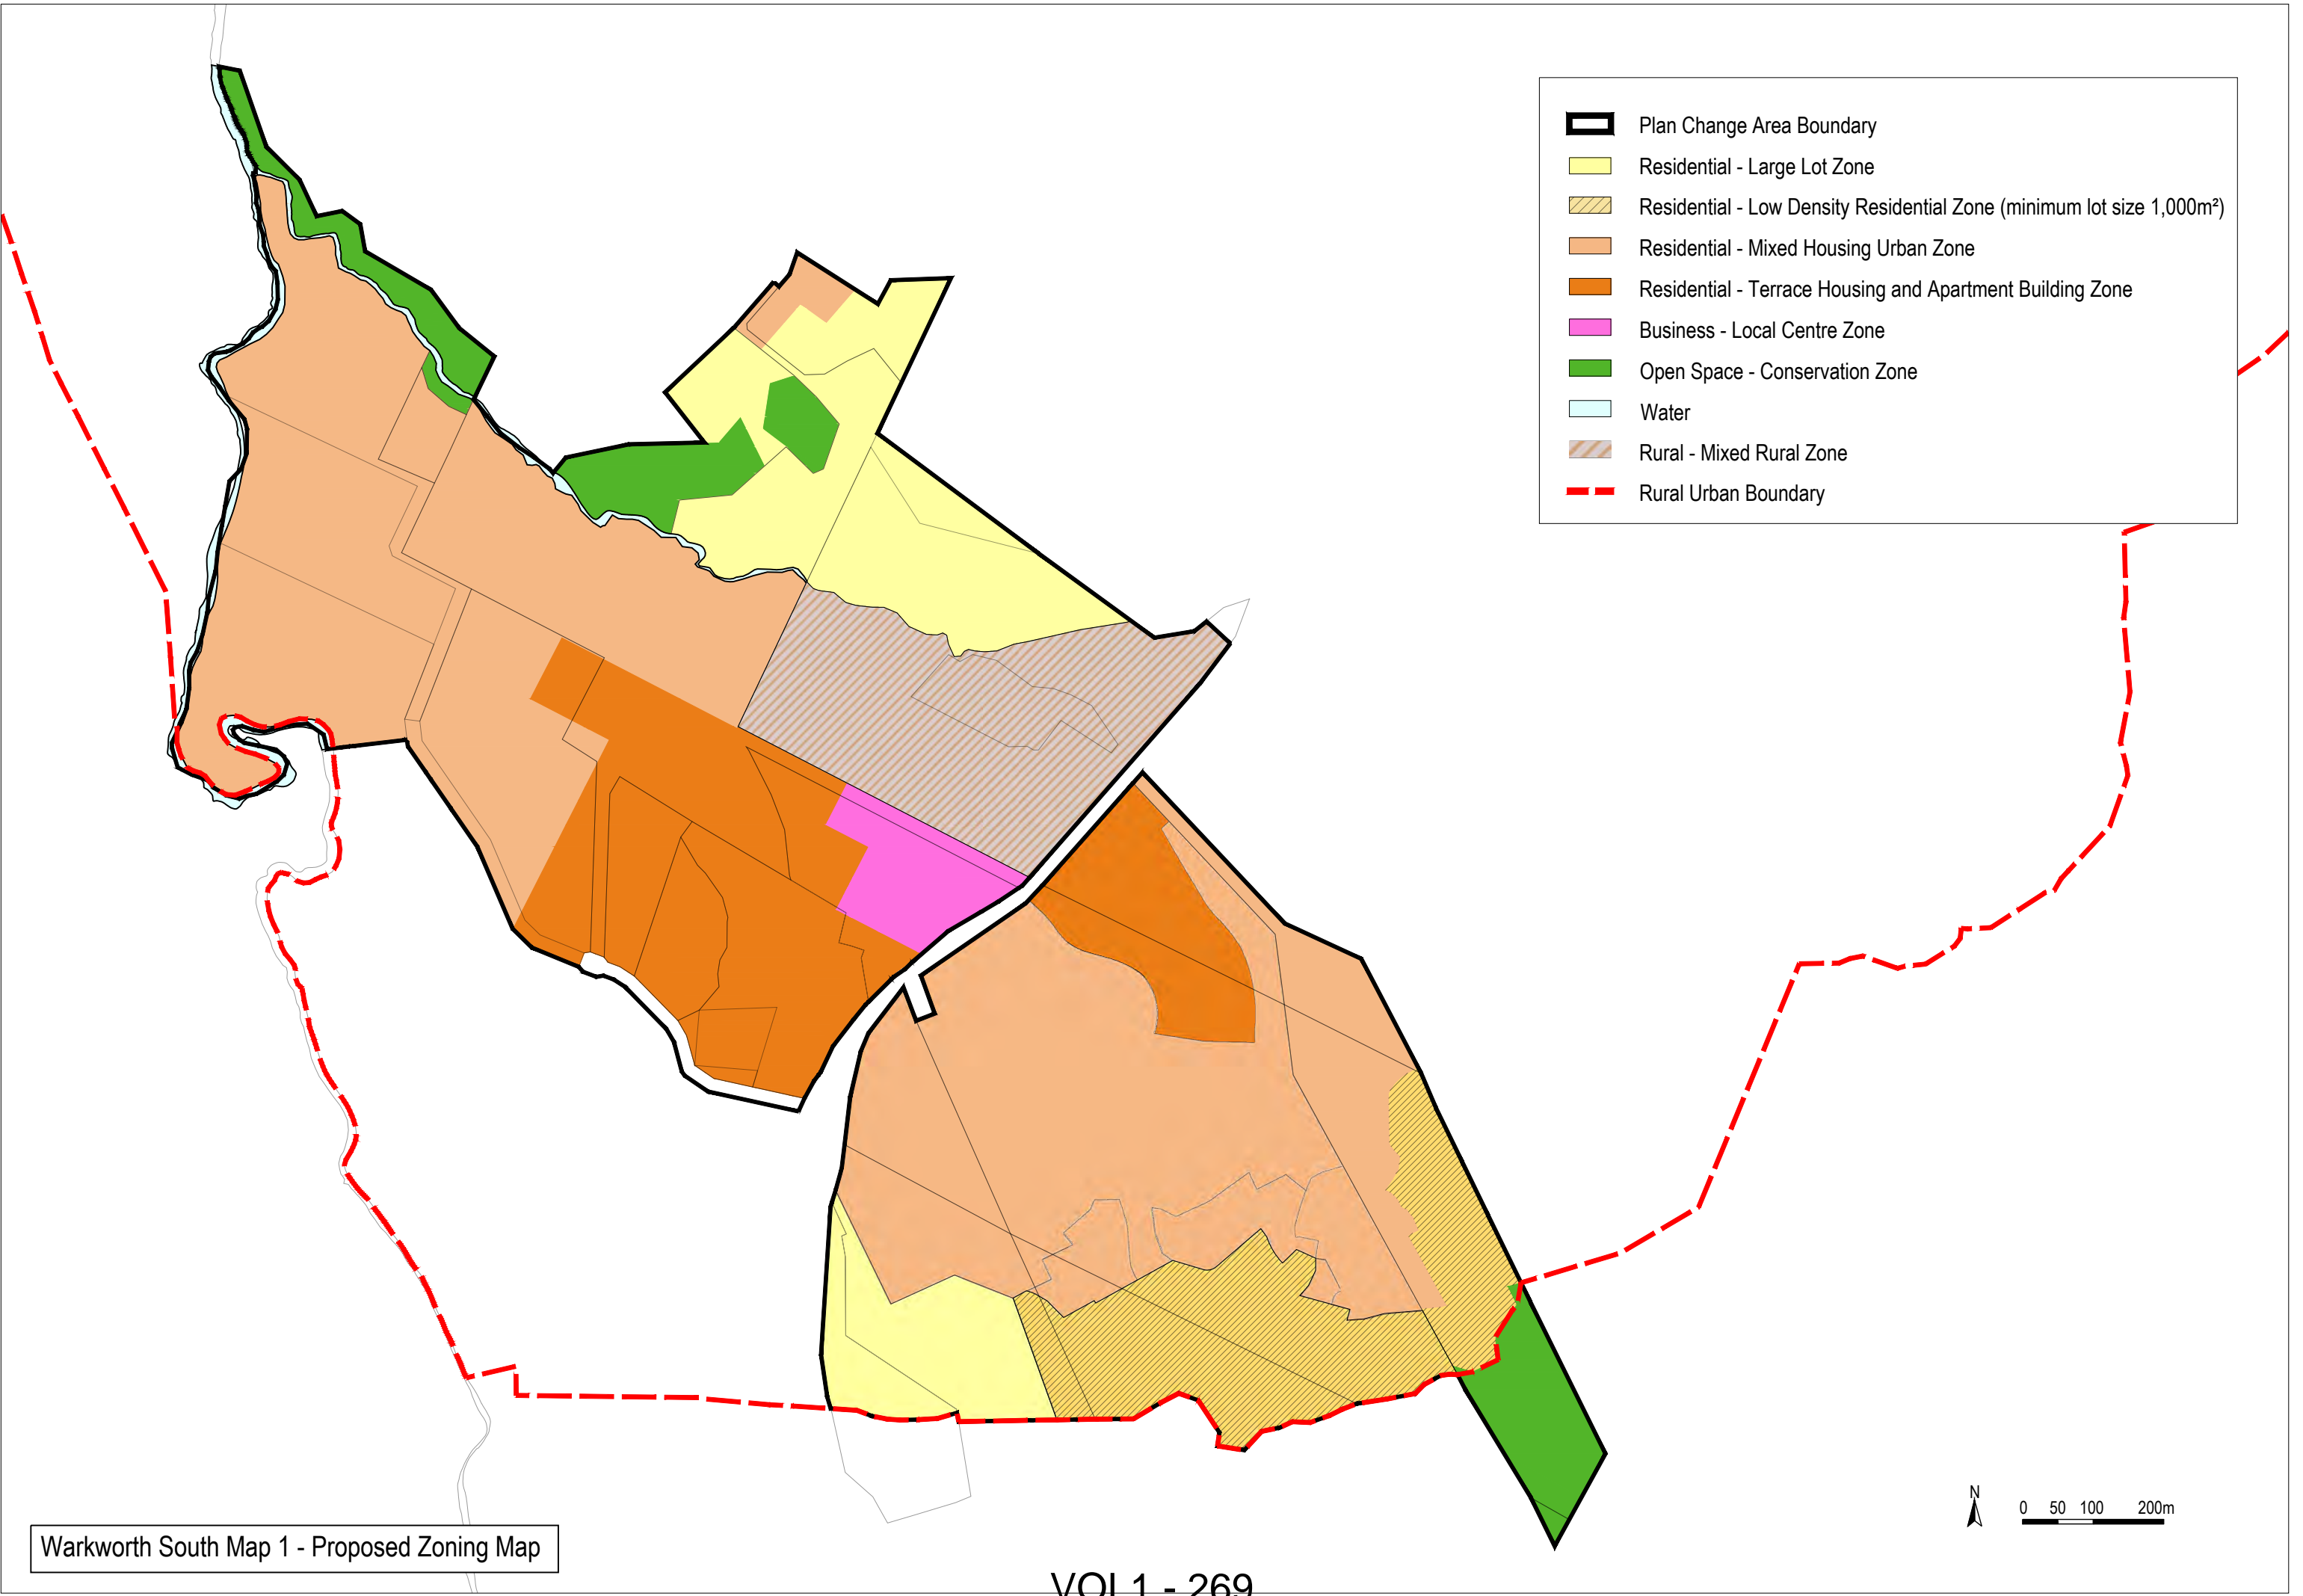 Plan Change Area Boundary
Residential - Large Lot Zone
Residential - Low Density Residential Zone (minimum lot size 1,000m²)
Residential - Mixed Housing Urban Zone
Residential - Terrace Housing and Apartment Building Zone
Business - Local Centre Zone
Open Space - Conservation Zone
Water
Rural - Mixed Rural Zone
Rural Urban Boundary
N
0 50 100 200m
Warkworth South Map 1 - Proposed Zoning Map
VOL1 - 269